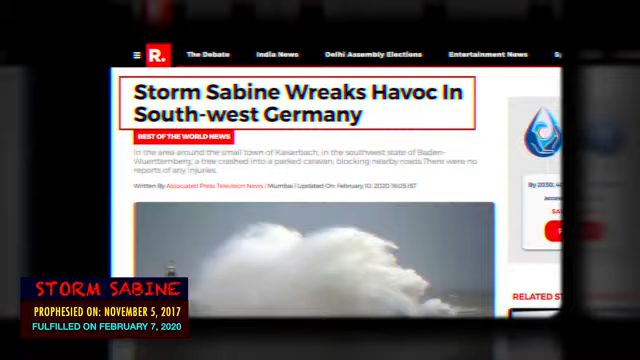 R.
The Debate
India News
Delhi Assembly Elections
Entertainment News
Storm Sabine Wreaks Havoc In
South-west Germany
REST OF THE WORLD NEWS
In the area around the small town of Kaiserbach, in the southwest state of Baden-
Wuerttemberg, a tree crashed into a parked caravan, blocking nearby roads.There were no
reports of any injuries.
Written By Associated Press Television News | Mumbai | Updated On: February 10, 2020
By 2030, 4
RELATED
STORM SABINE
PROPHESIED ON: NOVEMBER 5, 2017
FULFILLED ON FEBRUARY 7, 2020